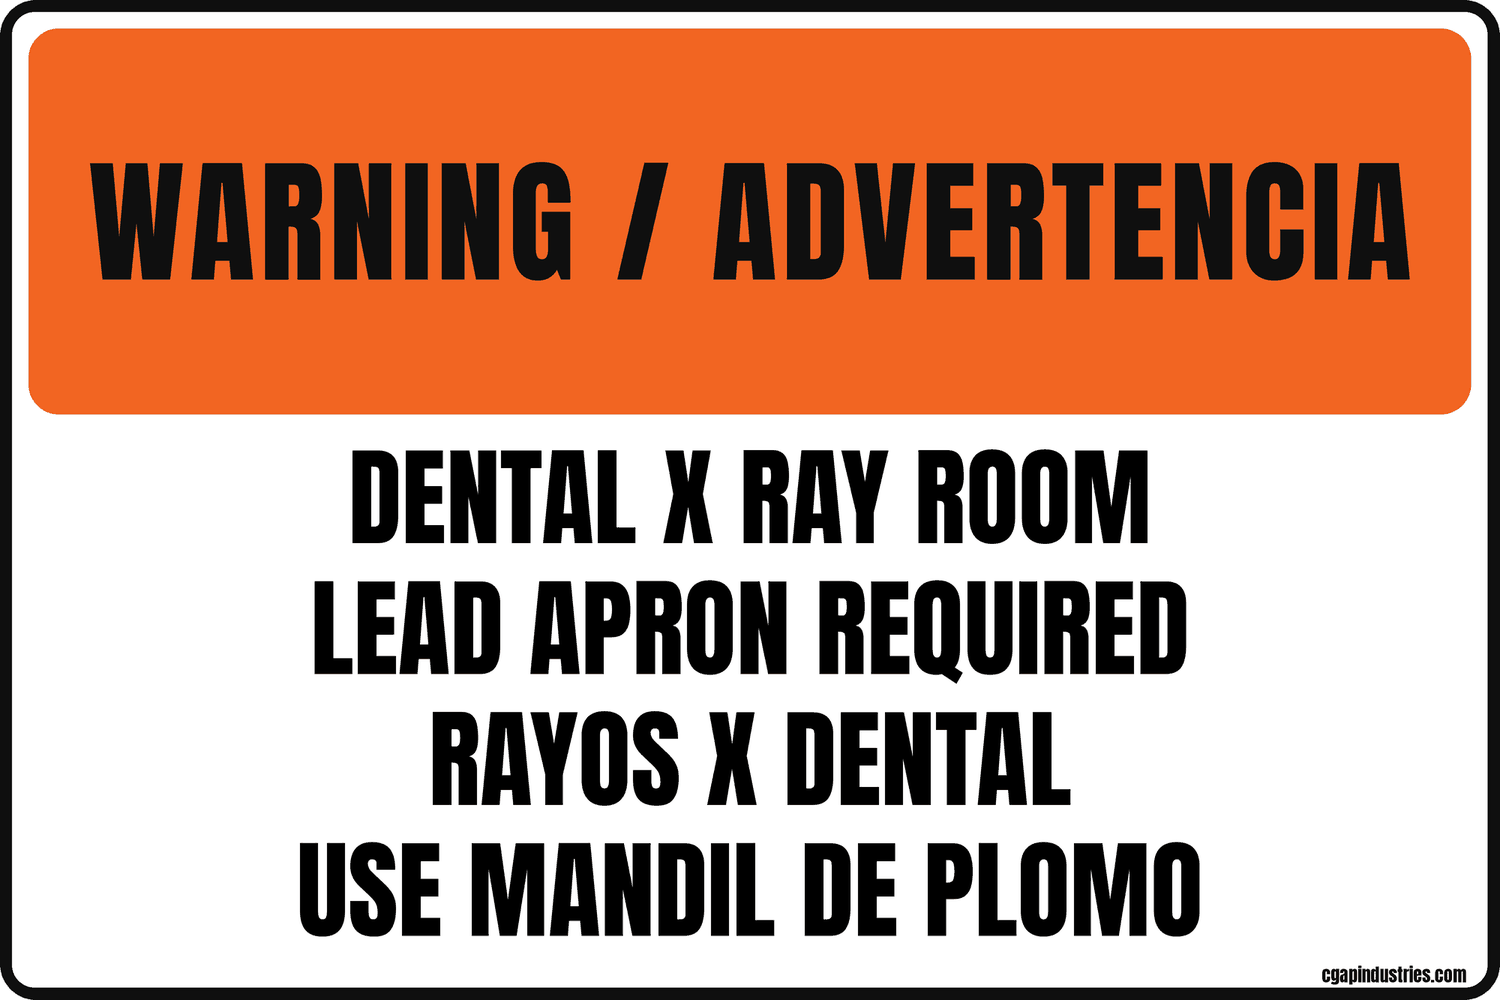 WARNING / ADVERTENCIA
DENTAL X RAY ROOM
LEAD APRON REQUIRED
RAYOS X DENTAL
USE MANDIL DE PLOMO
cgapindustries.com